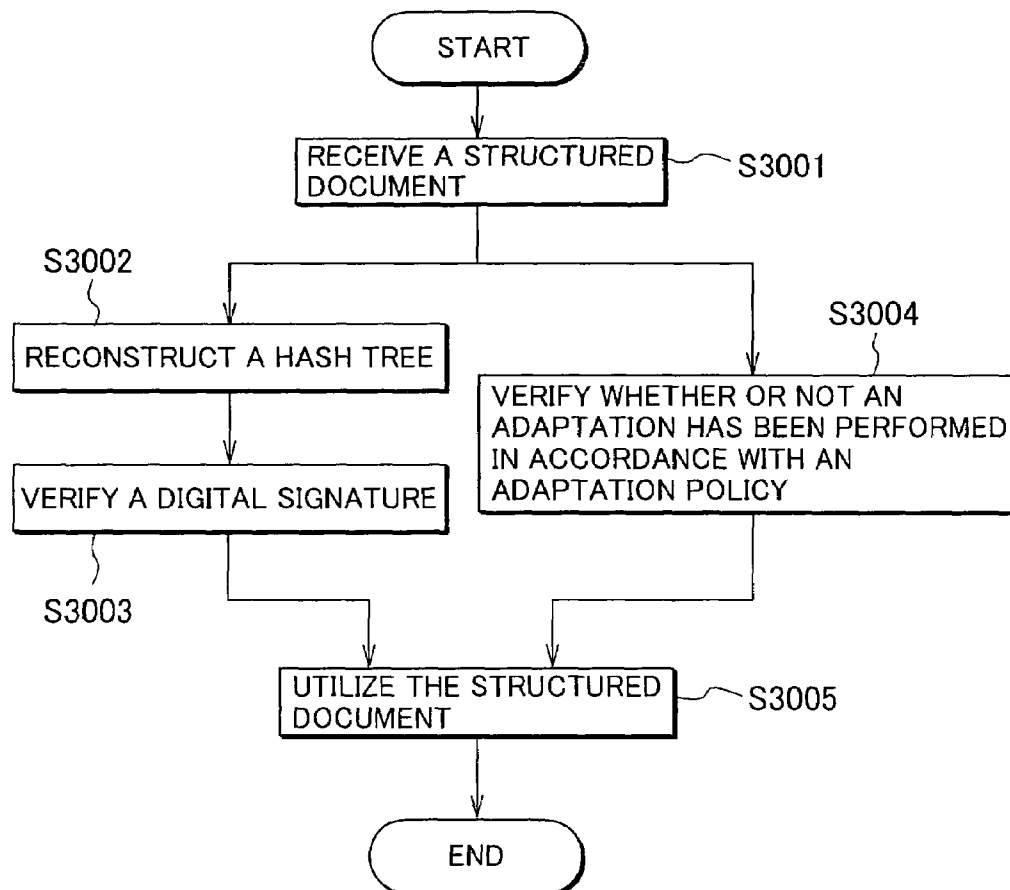 START
RECEIVE A STRUCTURED
DOCUMENT
S3001
S3002
RECONSTRUCT A HASH TREE
VERIFY A DIGITAL SIGNATURE
S3003
S3004
VERIFY WHETHER OR NOT AN
ADAPTATION HAS BEEN PERFORMED
IN ACCORDANCE WITH AN
ADAPTATION POLICY
UTILIZE THE STRUCTURED
DOCUMENT
S3005
END